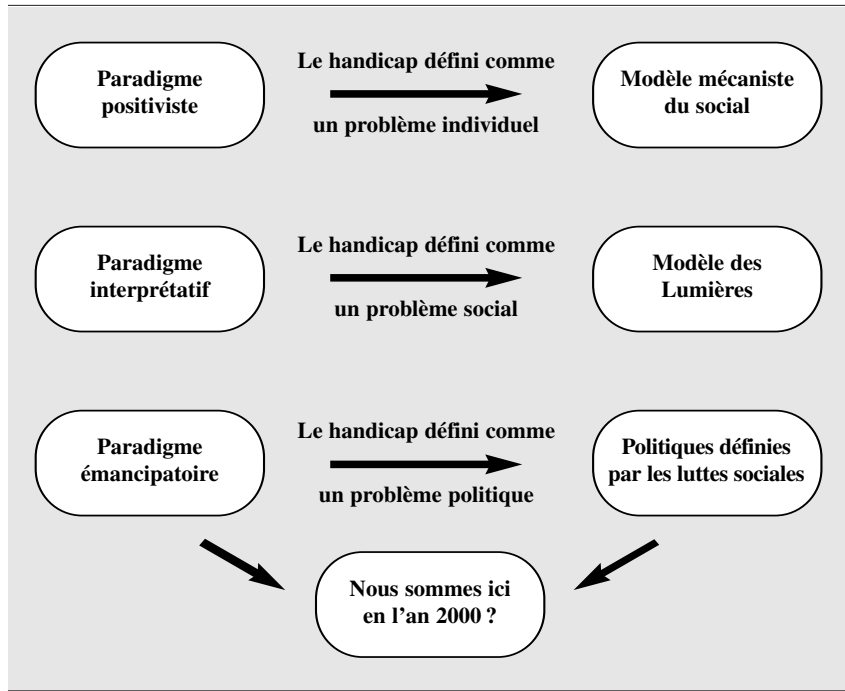 Paradigme
positiviste
Le handicap défini comme
un problème individuel
Modèle mécaniste
du social
Paradigme
interprétatif
Le handicap défini comme
un problème social
Modèle des
Lumières
Paradigme
émancipatoire
Le handicap défini comme
un problème politique
Politiques définies
par les luttes sociales
Nous sommes ici
en l'an 2000 ?